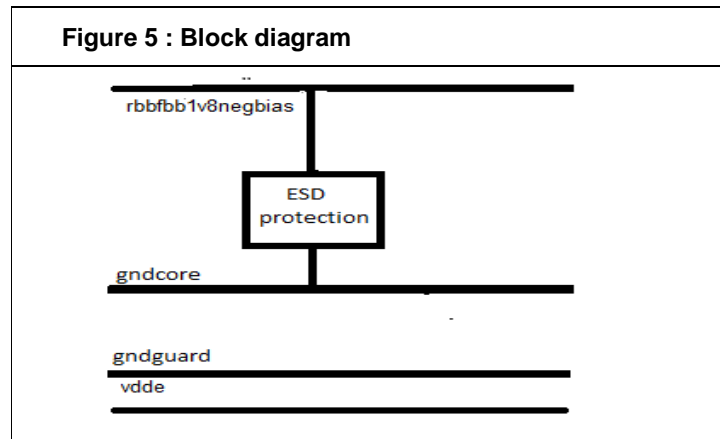 Figure 5 : Block diagram
rbbfbb1v8negbias
ESD
protection
gndcore
gndguard
vdde